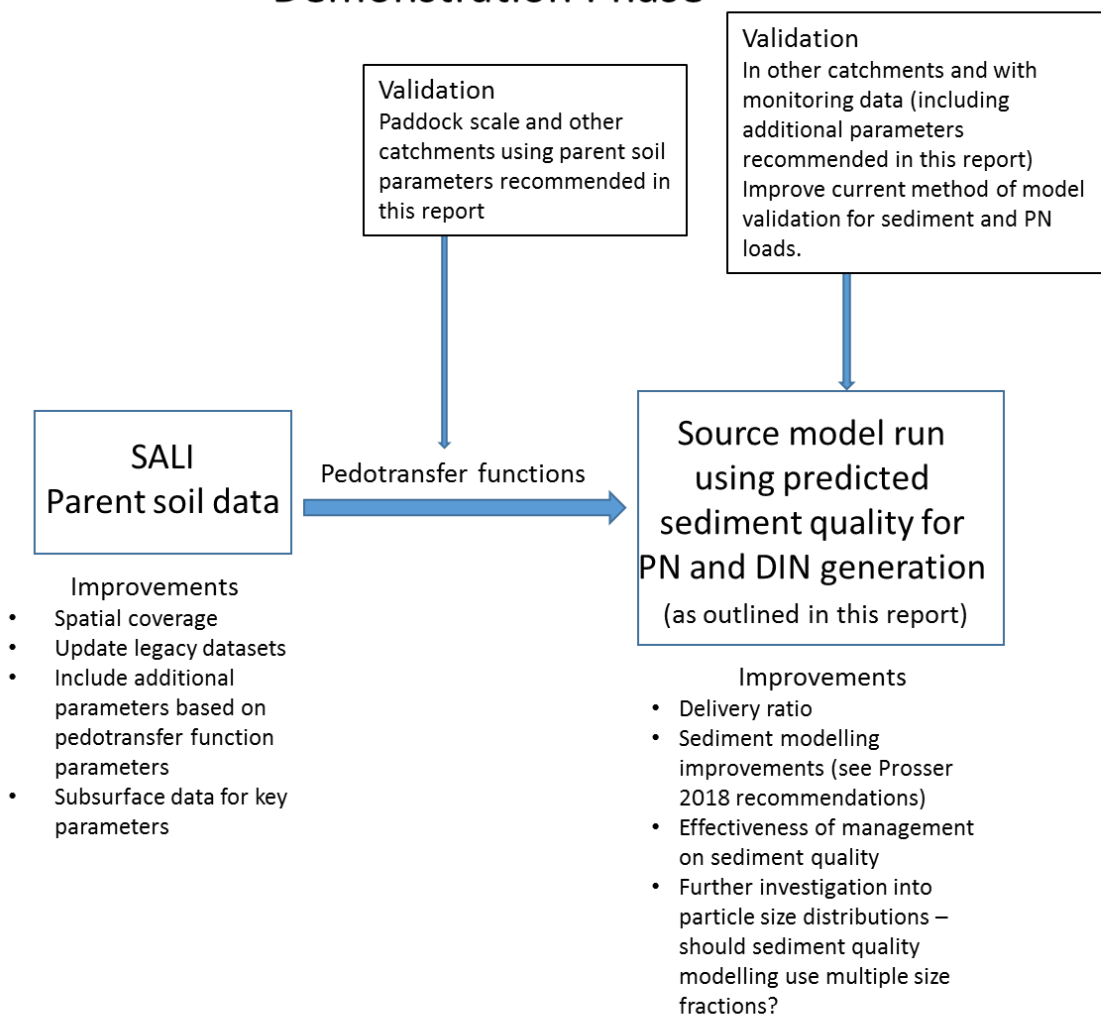 Demonstration Phase
Validation
Paddock scale and other
catchments using parent soil
parameters recommended in
this report
Validation
In other catchments and with
monitoring data (including
additional parameters
recommended in this report)
Improve current method of model
validation for sediment and PN
loads.
SALI
Parent soil data
Pedotransfer functions
Source model run
using predicted
sediment quality for
PN and DIN generation
(as outlined in this report)
Improvements
• Spatial coverage
• Update legacy datasets
• Include additional
parameters based on
pedotransfer function
parameters
• Subsurface data for key
parameters
Improvements
• Delivery ratio
• Sediment modelling
improvements (see Prosser
2018 recommendations)
• Effectiveness of management
on sediment quality
• Further investigation into
particle size distributions –
should sediment quality
modelling use multiple size
fractions?